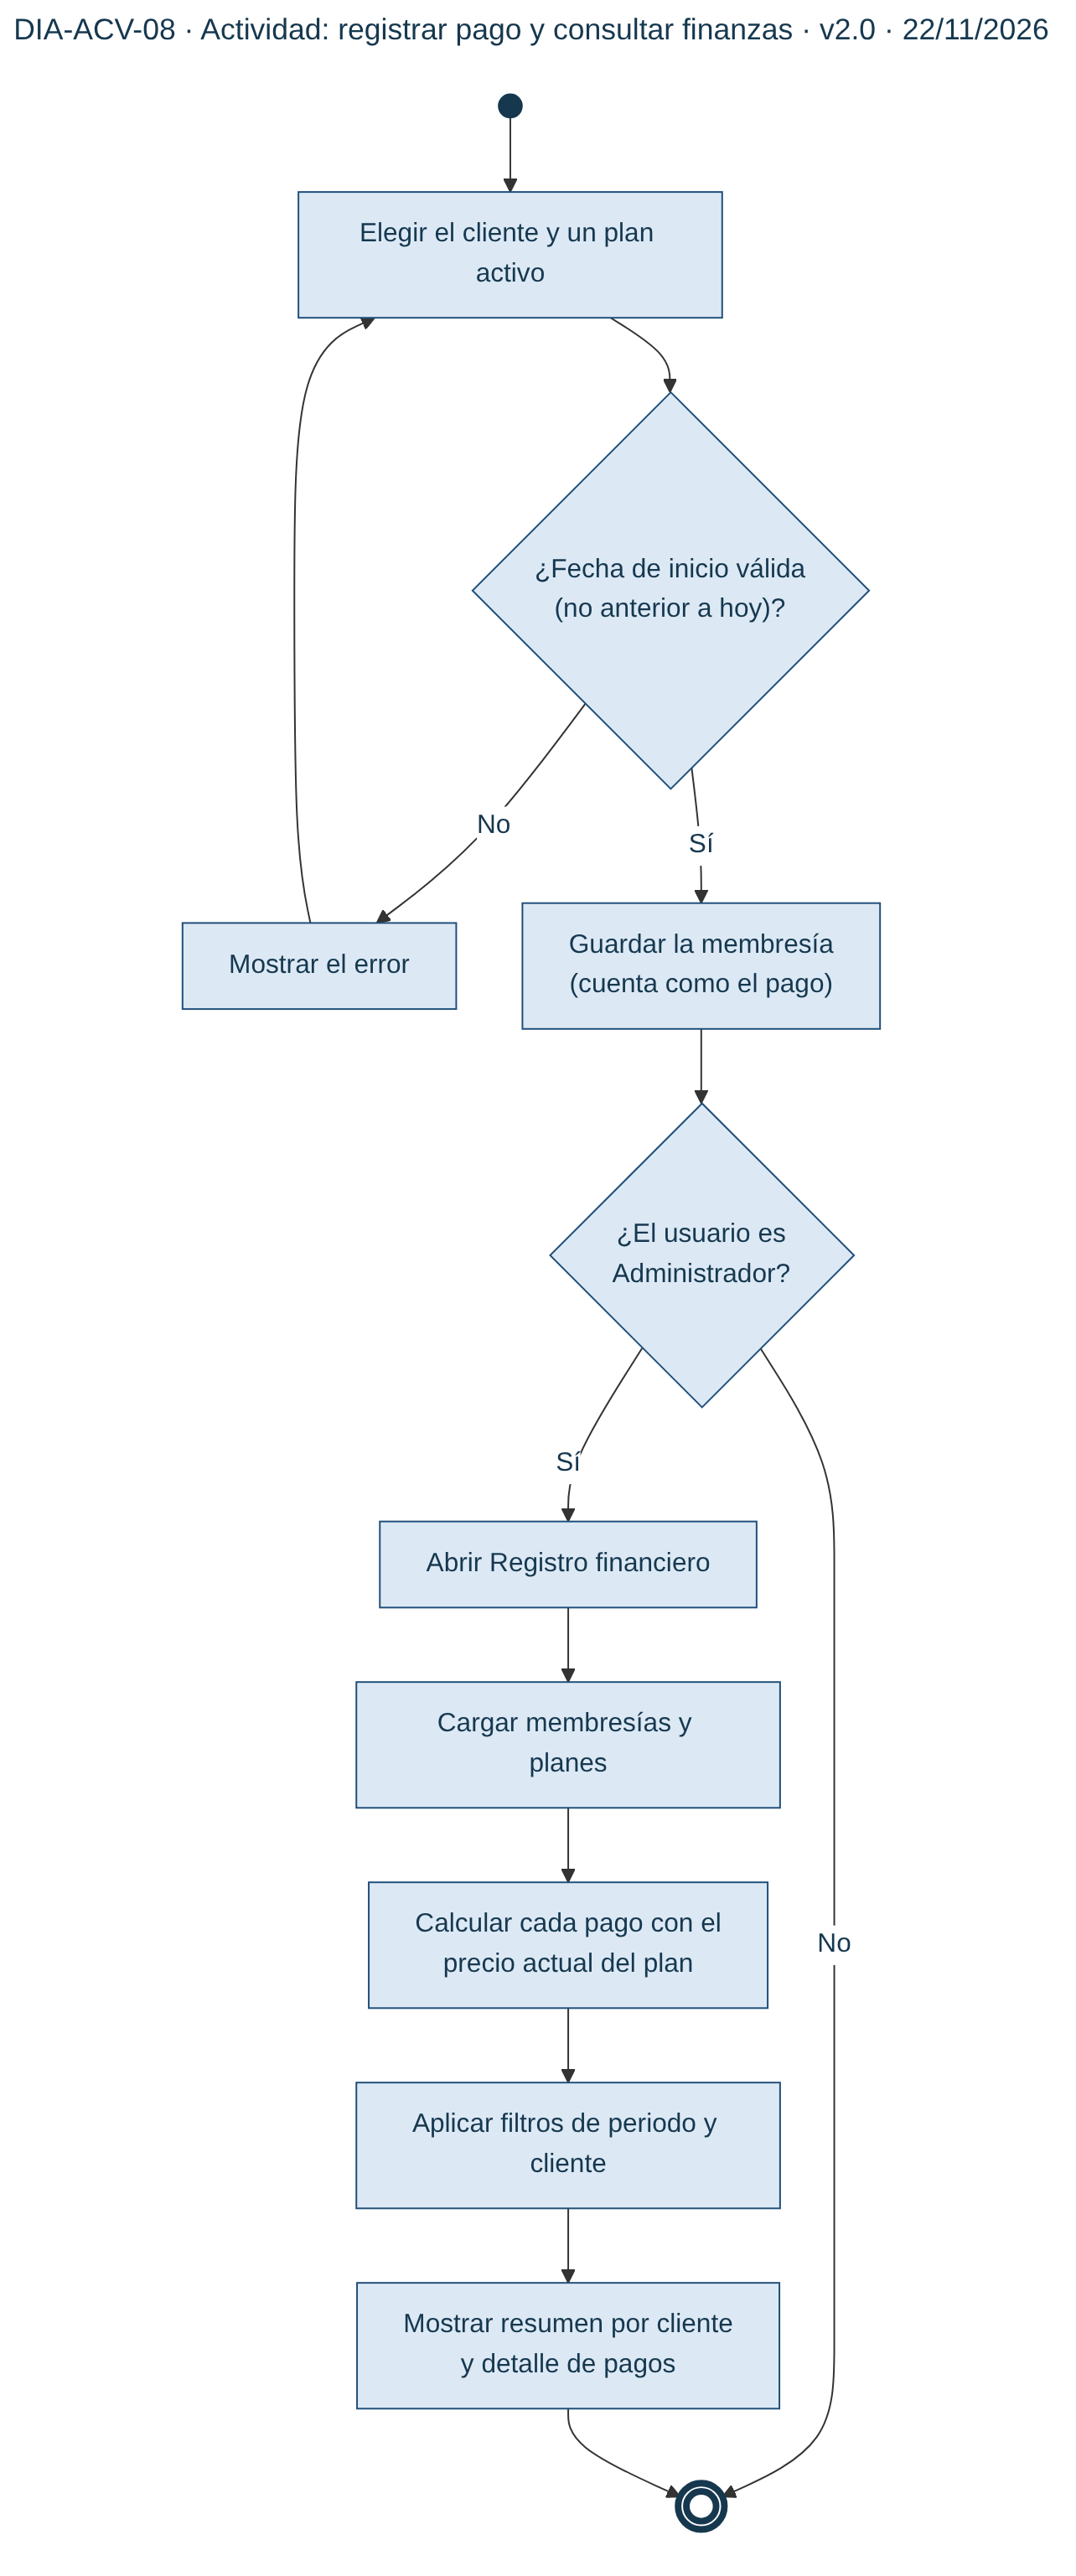 DIA-ACV-08 · Actividad: registrar pago y consultar finanzas · v2.0 · 22/11/2026
Elegir el cliente y un plan
activo
¿Fecha de inicio válida
(no anterior a hoy)?
No
Sí
Mostrar el error
Guardar la membresía
(cuenta como el pago)
¿El usuario es
Administrador?
Sí
Abrir Registro financiero
Cargar membresías y
planes
Calcular cada pago con el
precio actual del plan
No
Aplicar filtros de periodo y
cliente
Mostrar resumen por cliente
y detalle de pagos